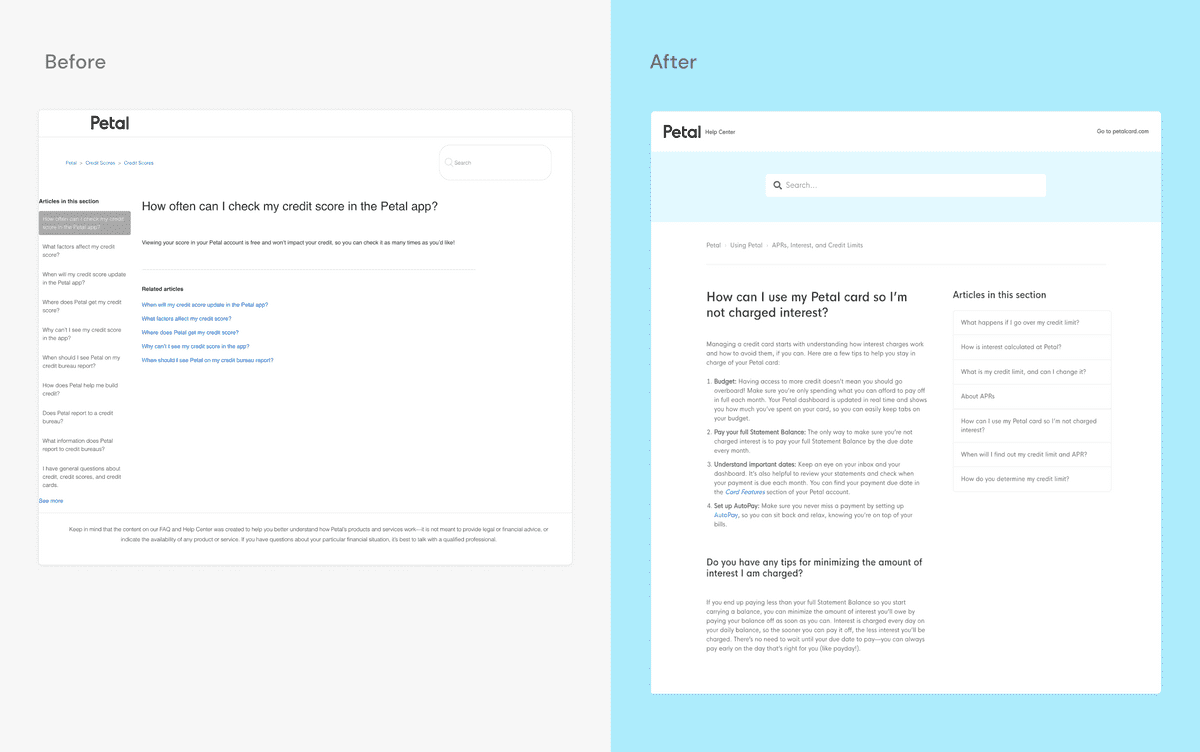 Before
Petal
Petal > Credit Scores > Credit Scores
Search
Articles in this section
How often can I check my credit
score in the Petal app?
What factors affect my credit
score?
When will my credit score update
in the Petal app?
Where does Petal get my credit
score?
Why can't I see my credit score
in the app?
When should I see Petal on my
credit bureau report?
How does Petal help me build
credit?
Does Petal report to a credit
bureau?
What information does Petal
report to credit bureaus?
I have general questions about
credit, credit scores, and credit
cards.
See more
How often can I check my credit score in the Petal app?
Viewing your score in your Petal account is free and won't impact your credit, so you can check it as many times as you'd like!
Related articles
When will my credit score update in the Petal app?
What factors affect my credit score?
Where does Petal get my credit score?
Why can't I see my credit score in the app?
When should I see Petal on my credit bureau report?
Keep in mind that the content on our FAQ and Help Center was created to help you better understand how Petal's products and services work—it is not meant to provide legal or financial advice, or
indicate the availability of any product or service. If you have questions about your particular financial situation, it's best to talk with a qualified professional.
After
Petal Help Center
Go to petalcard.com
Search...
Petal › Using Petal › APRs, Interest, and Credit Limits
How can I use my Petal card so I'm
not charged interest?
Managing a credit card starts with understanding how interest charges work
and how to avoid them, if you can. Here are a few tips to help you stay in
charge of your Petal card:
1. Budget: Having access to more credit doesn't mean you should go
overboard! Make sure you're only spending what you can afford to pay off
in full each month. Your Petal dashboard is updated in real time and shows
you how much you've spent on your card, so you can easily keep tabs on
your budget.
2. Pay your full Statement Balance: The only way to make sure you're not
charged interest is to pay your full Statement Balance by the due date
every month.
3. Understand important dates: Keep an eye on your inbox and your
dashboard. It's also helpful to review your statements and check when
your payment is due each month. You can find your payment due date in
the Card Features section of your Petal account.
4. Set up AutoPay: Make sure you never miss a payment by setting up
AutoPay, so you can sit back and relax, knowing you're on top of your
bills.
Do you have any tips for minimizing the amount of
interest I am charged?
If you end up paying less than your full Statement Balance so you start
carrying a balance, you can minimize the amount of interest you'll owe by
paying your balance off as soon as you can. Interest is charged every day on
your daily balance, so the sooner you can pay it off, the less interest you'll be
charged. There's no need to wait until your due date to pay—you can always
pay early on the day that's right for you (like payday!).
Articles in this section
What happens if I go over my credit limit?
How is interest calculated at Petal?
What is my credit limit, and can I change it?
About APRs
How can I use my Petal card so I'm not charged
interest?
When will I find out my credit limit and APR?
How do you determine my credit limit?